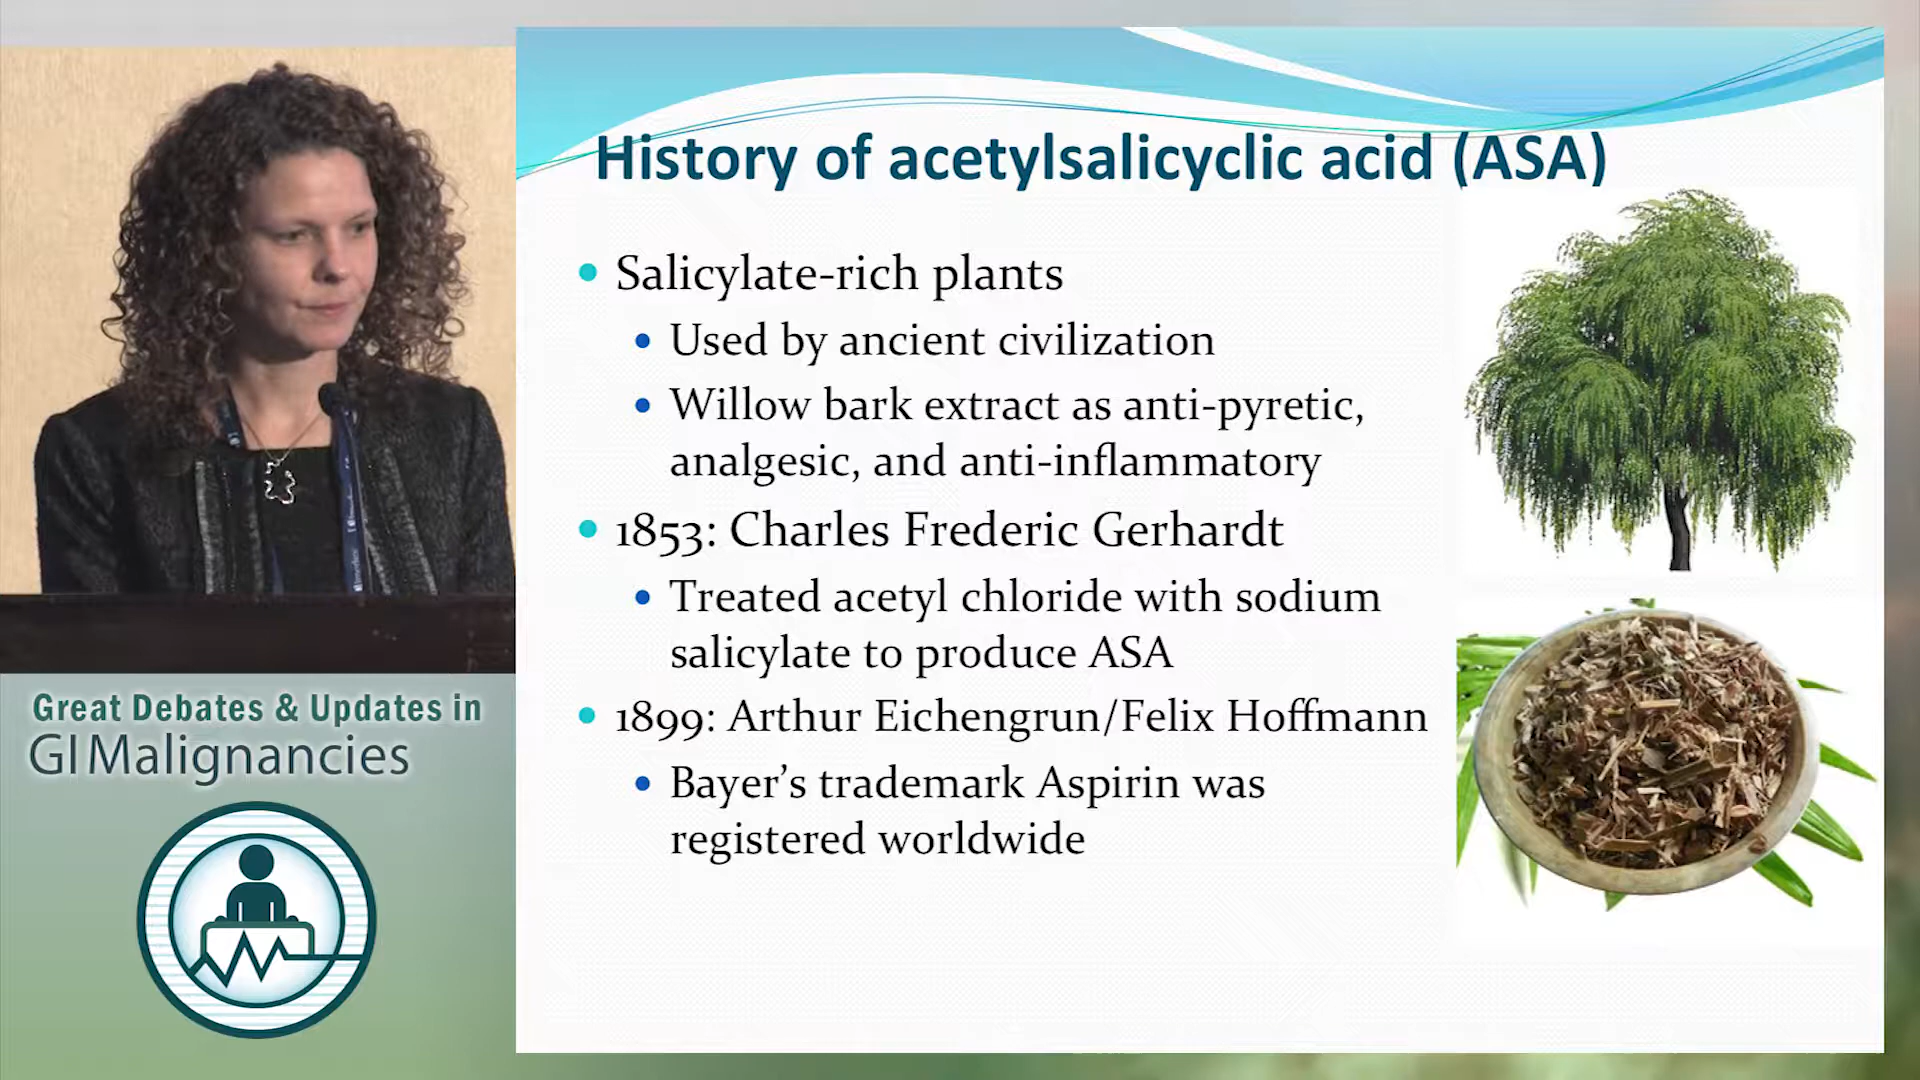 History of acetylsalicyclic acid (ASA)
Salicylate-rich plants
Used by ancient civilization
Willow bark extract as anti-pyretic,
analgesic, and anti-inflammatory
1853: Charles Frederic Gerhardt
Treated acetyl chloride with sodium
salicylate to produce ASA
1899: Arthur Eichengrun/Felix Hoffmann
Bayer's trademark Aspirin was
registered worldwide
Great Debates & Updates in
GI Malignancies